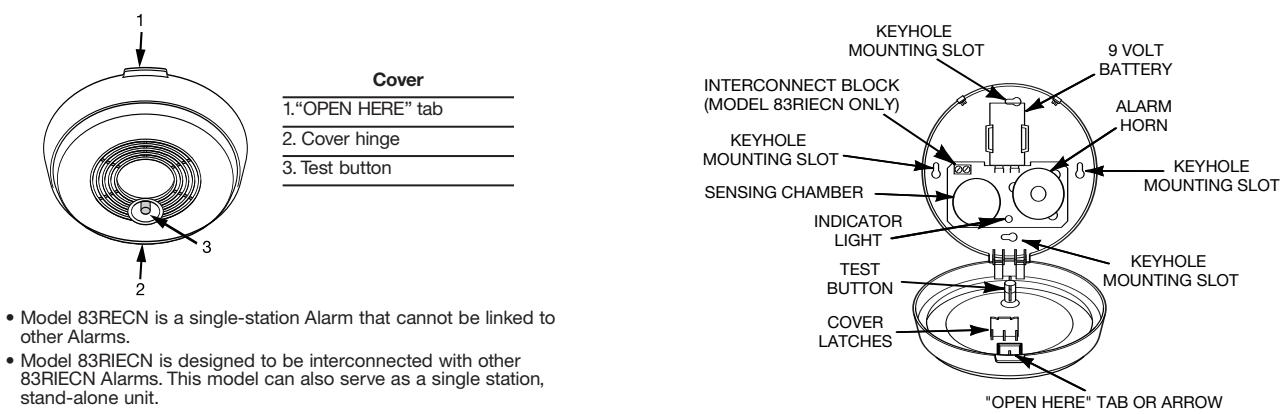 1
Cover
1.“OPEN HERE” tab
2. Cover hinge
3. Test button
3
2
• Model 83RECN is a single-station Alarm that cannot be linked to
other Alarms.
• Model 83RIECN is designed to be interconnected with other
83RIECN Alarms. This model can also serve as a single station,
stand-alone unit.
KEYHOLE
MOUNTING SLOT
9 VOLT
BATTERY
INTERCONNECT BLOCK
(MODEL 83RIECN ONLY)
ALARM
HORN
KEYHOLE
MOUNTING SLOT
KEYHOLE
MOUNTING SLOT
SENSING CHAMBER
INDICATOR
LIGHT
KEYHOLE
MOUNTING SLOT
TEST
BUTTON
COVER
LATCHES
"OPEN HERE" TAB OR ARROW